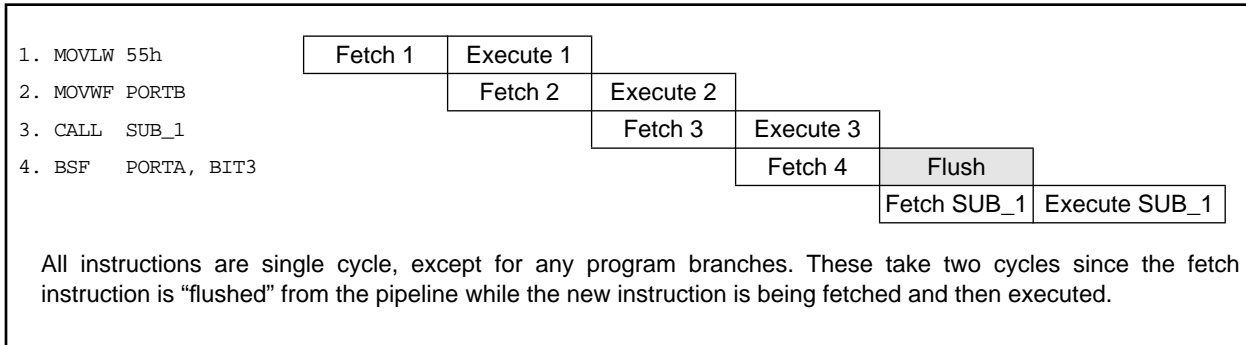 1. MOVLW 55h Fetch 1 Execute 1
2. MOVWF PORTB Fetch 2 Execute 2
3. CALL SUB_1 Fetch 3 Execute 3
4. BSF PORTA, BIT3 Fetch 4 Flush
Fetch SUB_1 Execute SUB_1
All instructions are single cycle, except for any program branches. These take two cycles since the fetch
instruction is “flushed” from the pipeline while the new instruction is being fetched and then executed.